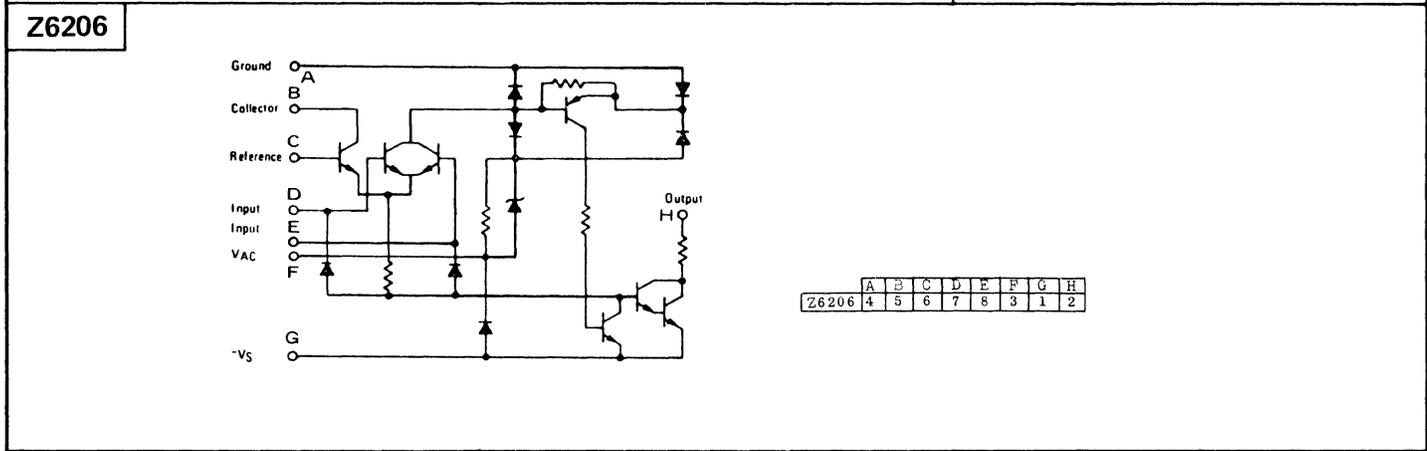 Z6206
Ground A
B
Collector
C
Reference
D
Input
Input E
VAC
F
G
-VS
Output
H
A B C D E F G H
Z6206 4 5 6 7 8 3 1 2